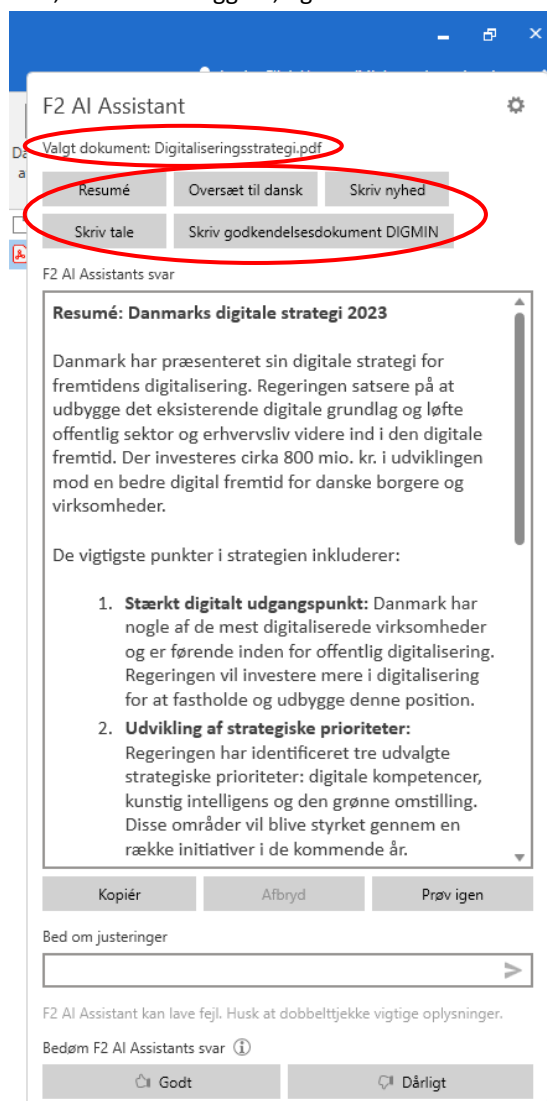 F2 AI Assistant
Valgt dokument: Digitaliseringsstrategi.pdf
Resumé Oversæt til dansk Skriv nyhed
Skriv tale Skriv godkendelsesdokument DIGMIN
F2 AI Assistants svar
Resumé: Danmarks digitale strategi 2023
Danmark har præsenteret sin digitale strategi for
fremtidens digitalisering. Regeringen satsere på at
udbygge det eksisterende digitale grundlag og løfte
offentlig sektor og erhvervsliv videre ind i den digitale
fremtid. Der investeres cirka 800 mio. kr. i udviklingen
mod en bedre digital fremtid for danske borgere og
virksomheder.
De vigtigste punkter i strategien inkluderer:
1. Stærkt digitalt udgangspunkt: Danmark har
nogle af de mest digitaliserede virksomheder
og er førende inden for offentlig digitalisering.
Regeringen vil investere mere i digitalisering
for at fastholde og udbygge denne position.
2. Udvikling af strategiske prioriteter:
Regeringen har identificeret tre udvalgte
strategiske prioriteter: digitale kompetencer,
kunstig intelligens og den grønne omstilling.
Disse områder vil blive styrket gennem en
række initiativer i de kommende år.
Kopiér Afbryd Prøv igen
Bed om justeringer
F2 AI Assistant kan lave fejl. Husk at dobbelttjekke vigtige oplysninger.
Bedøm F2 AI Assistants svar
Godt Dårligt